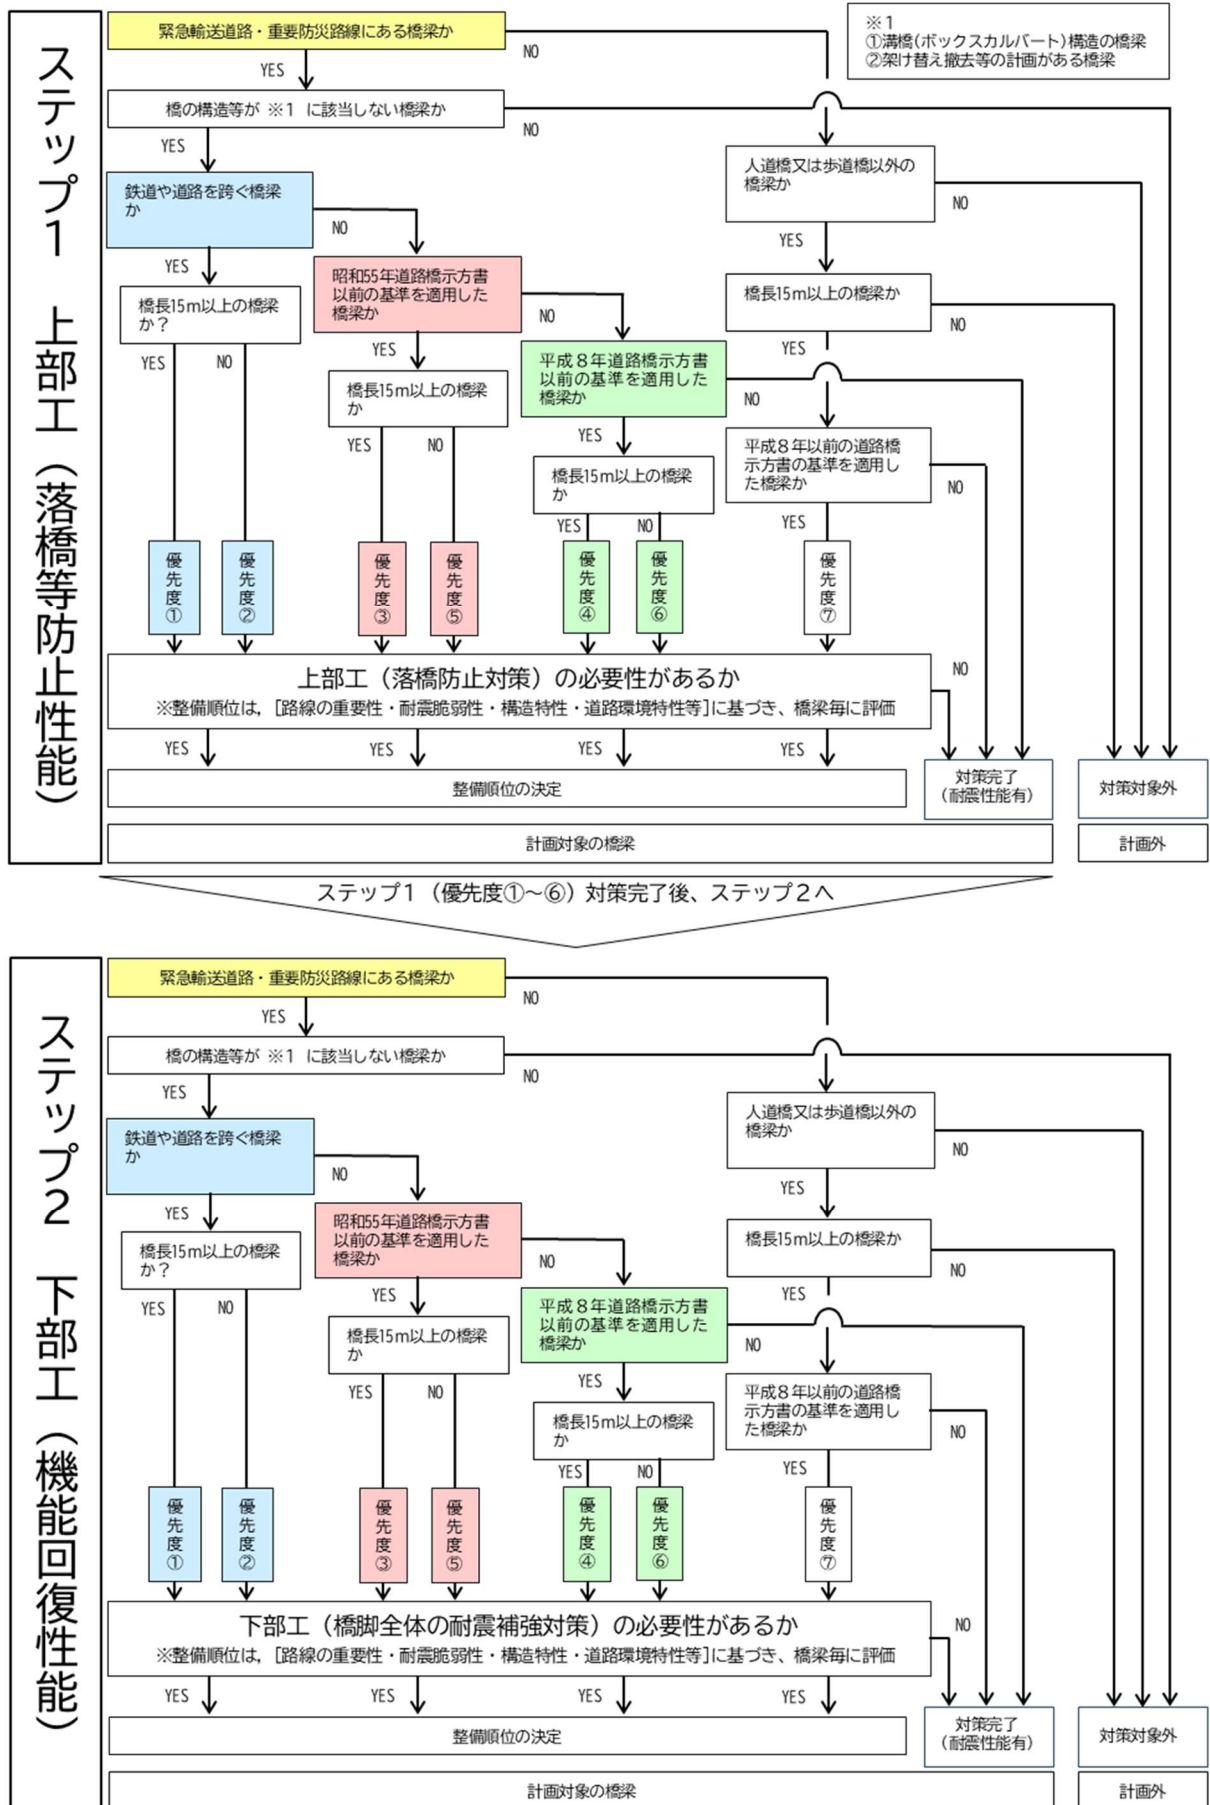 ステップ1 上部工（落橋等防止性能）
緊急輸送道路・重要防災路線にある橋梁か
NO
※1
①溝橋(ボックスカルバート)構造の橋梁
②架け替え撤去等の計画がある橋梁
YES
橋の構造等が ※1 に該当しない橋梁か
NO
YES
人道橋又は歩道橋以外の
橋梁か
NO
鉄道や道路を跨ぐ橋梁
か
NO
YES
YES
昭和55年道路橋示方書
以前の基準を適用した
橋梁か
NO
橋長15m以上の橋梁か
NO
橋長15m以上の橋梁
か？
YES
YES
YES
NO
平成８年道路橋示方書
以前の基準を適用した
橋梁か
NO
橋長15m以上の橋梁
か
YES
NO
YES
平成８年以前の道路橋
示方書の基準を適用し
た橋梁か
NO
橋長15m以上の橋梁
か
YES
NO
YES
優先度①
優先度②
優先度③
優先度⑤
優先度④
優先度⑥
優先度⑦
上部工（落橋防止対策）の必要性があるか
※整備順位は，［路線の重要性・耐震脆弱性・構造特性・道路環境特性等］に基づき、橋梁毎に評価
NO
YES
YES
YES
YES
整備順位の決定
対策完了
（耐震性能有）
対策対象外
計画対象の橋梁
計画外
ステップ１（優先度①～⑥）対策完了後、ステップ２へ
ステップ2 下部工（機能回復性能）
緊急輸送道路・重要防災路線にある橋梁か
NO
YES
橋の構造等が ※1 に該当しない橋梁か
NO
YES
人道橋又は歩道橋以外の
橋梁か
NO
鉄道や道路を跨ぐ橋梁
か
NO
YES
YES
昭和55年道路橋示方書
以前の基準を適用した
橋梁か
NO
橋長15m以上の橋梁か
NO
橋長15m以上の橋梁
か？
YES
YES
YES
NO
平成８年道路橋示方書
以前の基準を適用した
橋梁か
NO
橋長15m以上の橋梁
か
YES
NO
YES
平成８年以前の道路橋
示方書の基準を適用し
た橋梁か
NO
橋長15m以上の橋梁
か
YES
NO
YES
優先度①
優先度②
優先度③
優先度⑤
優先度④
優先度⑥
優先度⑦
下部工（橋脚全体の耐震補強対策）の必要性があるか
※整備順位は，［路線の重要性・耐震脆弱性・構造特性・道路環境特性等］に基づき、橋梁毎に評価
NO
YES
YES
YES
YES
整備順位の決定
対策完了
（耐震性能有）
対策対象外
計画対象の橋梁
計画外